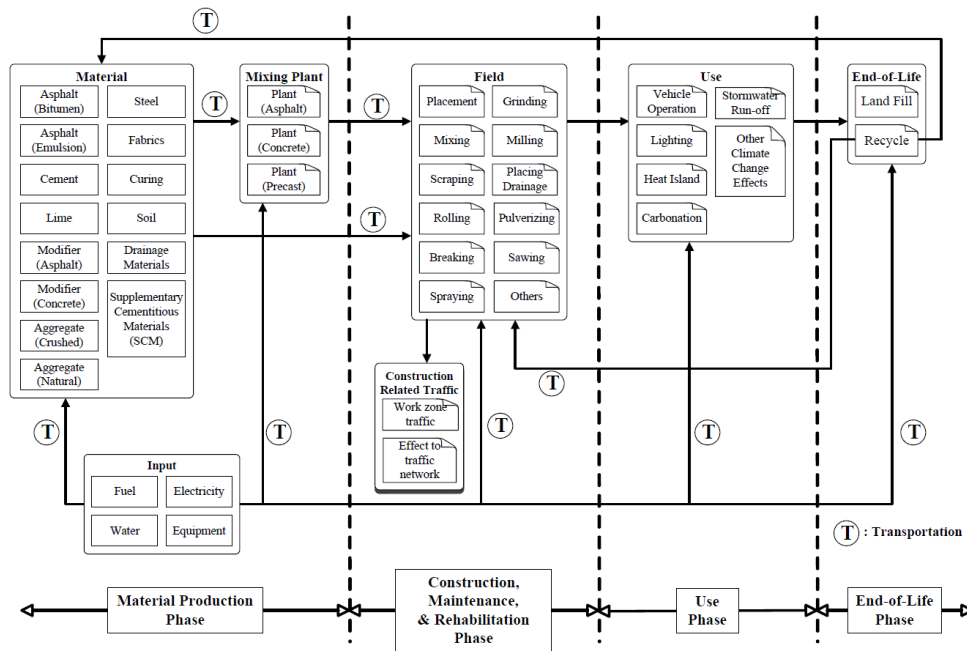 T
Material
Asphalt
(Bitumen)
Steel
Asphalt
(Emulsion)
Fabrics
Cement
Curing
Lime
Soil
Modifier
(Asphalt)
Drainage
Materials
Modifier
(Concrete)
Supplementary
Cementitious
Materials
(SCM)
Aggregate
(Crushed)
Aggregate
(Natural)
T
Mixing Plant
Plant
(Asphalt)
Plant
(Concrete)
Plant
(Precast)
T
T
Field
Placement
Grinding
Mixing
Milling
Scraping
Placing
Drainage
Rolling
Pulverizing
Breaking
Sawing
Spraying
Others
Use
Vehicle
Operation
Stormwater
Run-off
Lighting
Other
Climate
Change
Effects
Heat Island
Carbonation
End-of-Life
Land Fill
Recycle
T
Construction
Related Traffic
Work zone
traffic
Effect to
traffic
network
T
T
T
T
T
Input
Fuel
Electricity
Water
Equipment
T : Transportation
Material Production
Phase
Construction,
Maintenance,
& Rehabilitation
Phase
Use
Phase
End-of-Life
Phase